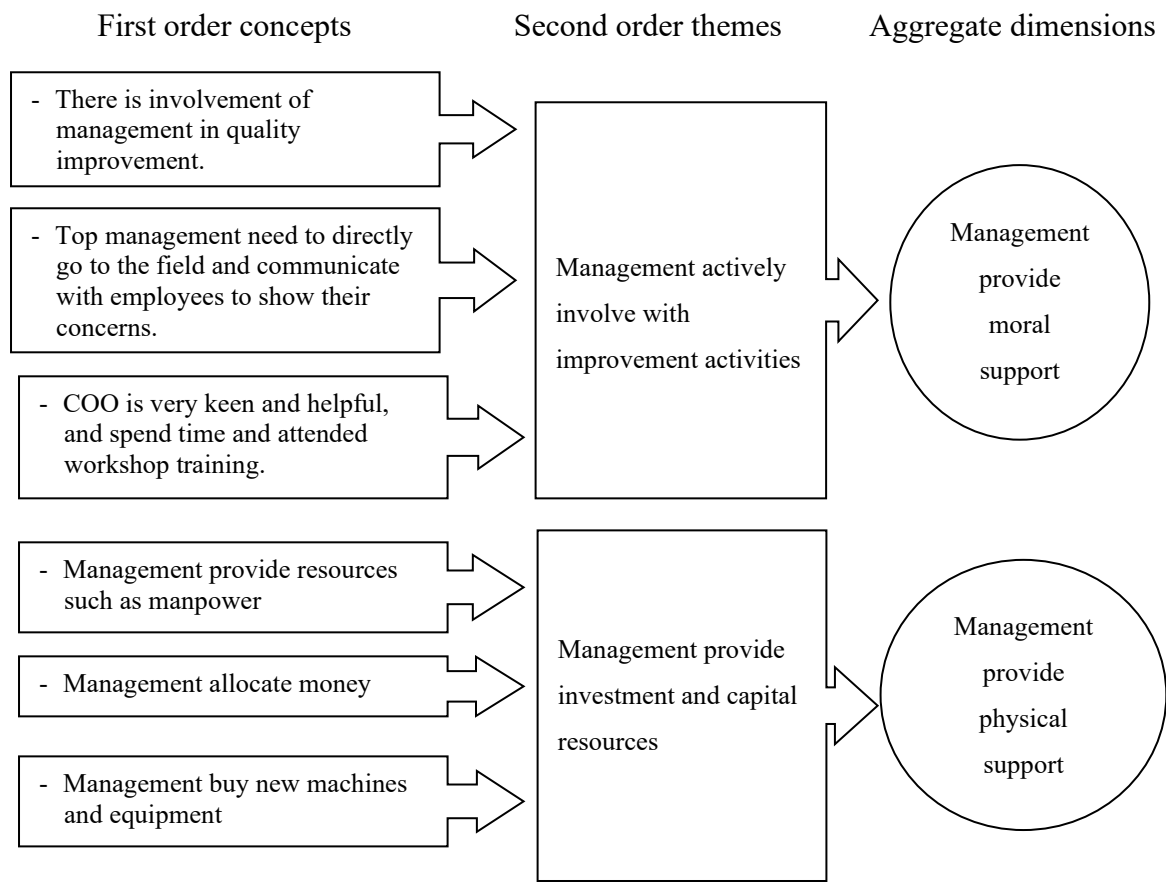 First order concepts
Second order themes
Aggregate dimensions
- There is involvement of
management in quality
improvement.
- Top management need to directly
go to the field and communicate
with employees to show their
concerns.
- COO is very keen and helpful,
and spend time and attended
workshop training.
Management actively
involve with
improvement activities
Management
provide
moral
support
- Management provide resources
such as manpower
- Management allocate money
- Management buy new machines
and equipment
Management provide
investment and capital
resources
Management
provide
physical
support